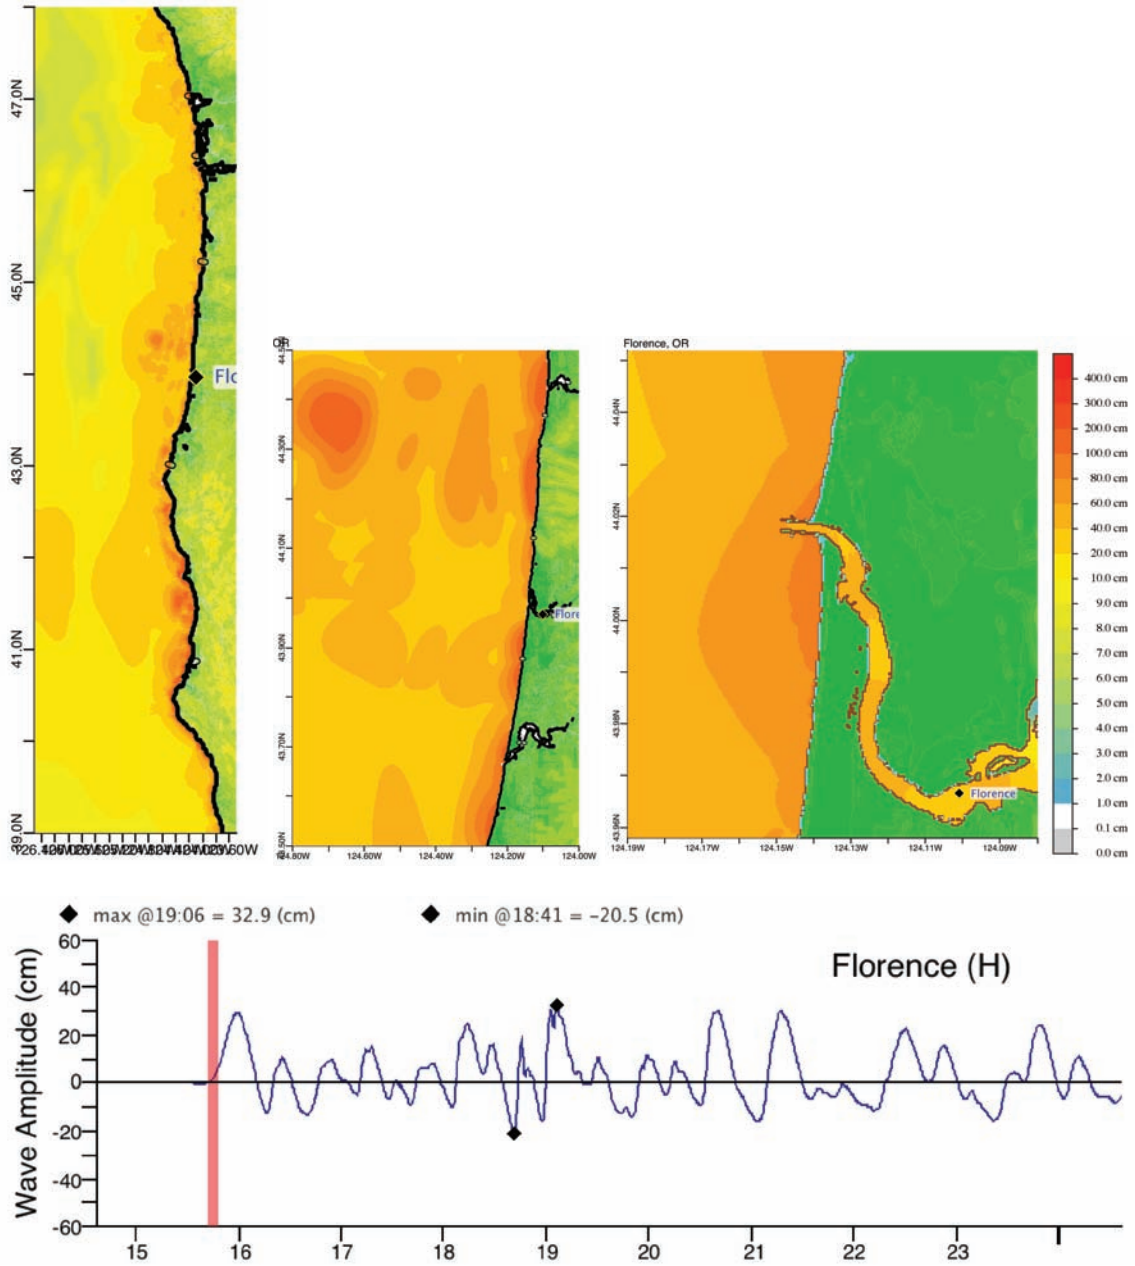 47.0N
45.0N
43.0N
41.0N
39.0N
Flo
OR
44.30N
44.10N
43.90N
43.70N
124.80W 124.60W 124.40W 124.20W 124.00W
Flore
Florence, OR
44.04N
44.02N
44.00N
43.98N
43.96N
124.19W 124.17W 124.15W 124.13W 124.11W 124.09W
Florence
400.0 cm
300.0 cm
200.0 cm
100.0 cm
80.0 cm
60.0 cm
40.0 cm
20.0 cm
10.0 cm
9.0 cm
8.0 cm
7.0 cm
6.0 cm
5.0 cm
4.0 cm
3.0 cm
2.0 cm
1.0 cm
0.1 cm
0.0 cm
max @19:06 = 32.9 (cm) min @18:41 = −20.5 (cm)
Florence (H)
Wave Amplitude (cm)
60
40
20
0
-20
-40
-60
15 16 17 18 19 20 21 22 23